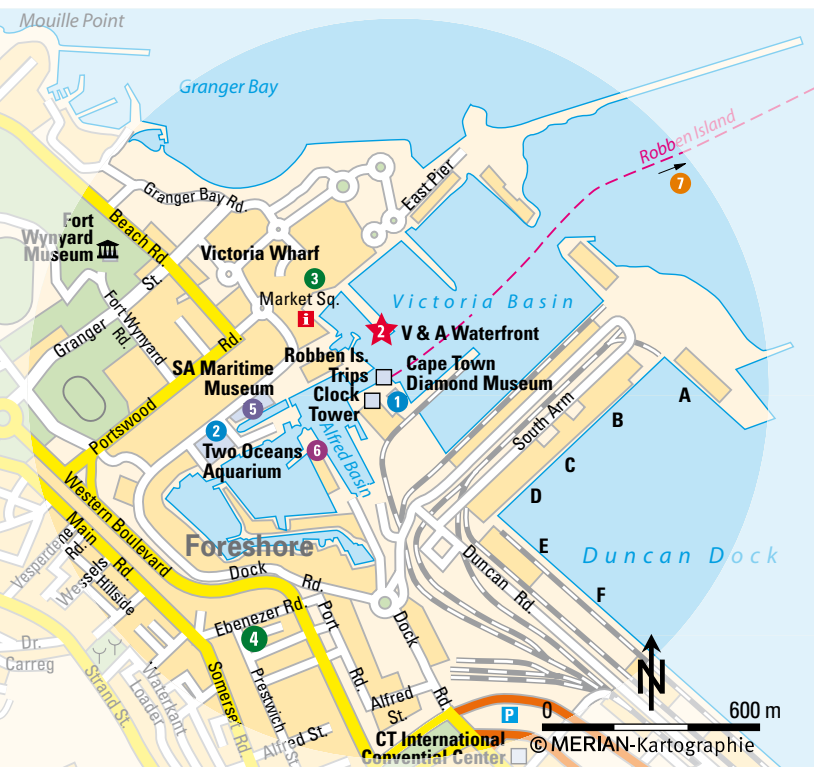 Mouille Point
Granger Bay
Robben Island
7
Granger Bay Rd.
East Pier
Fort
Wynyard
Museum
Beach Rd.
Victoria Wharf
3
Market Sq.
i
St.
Granger
Fort Wynyard
Rd.
Rd.
Portswood
Victoria Basin
2
V & A Waterfront
Robben Is.
Trips
Cape Town
Diamond Museum
Clock
Tower
1
SA Maritime
Museum
5
2
Two Oceans
Aquarium
6
Alfred Basin
South Arm
A
B
C
D
E
F
Duncan Dock
Duncan Rd.
Foreshore
Western Boulevard
Main
Rd.
Dock
Rd.
Vesperdene
Rd.
Wessels
Hillside
Ebenezer Rd.
4
Port
Rd.
Dock
Rd.
Dr.
Carreg
Strand St.
Waterkant
Loader
Somerset Rd.
Prestwich
Alfred
St.
Alfred St.
P
CT International
Convential Center
N
0
600 m
© MERIAN-Kartographie